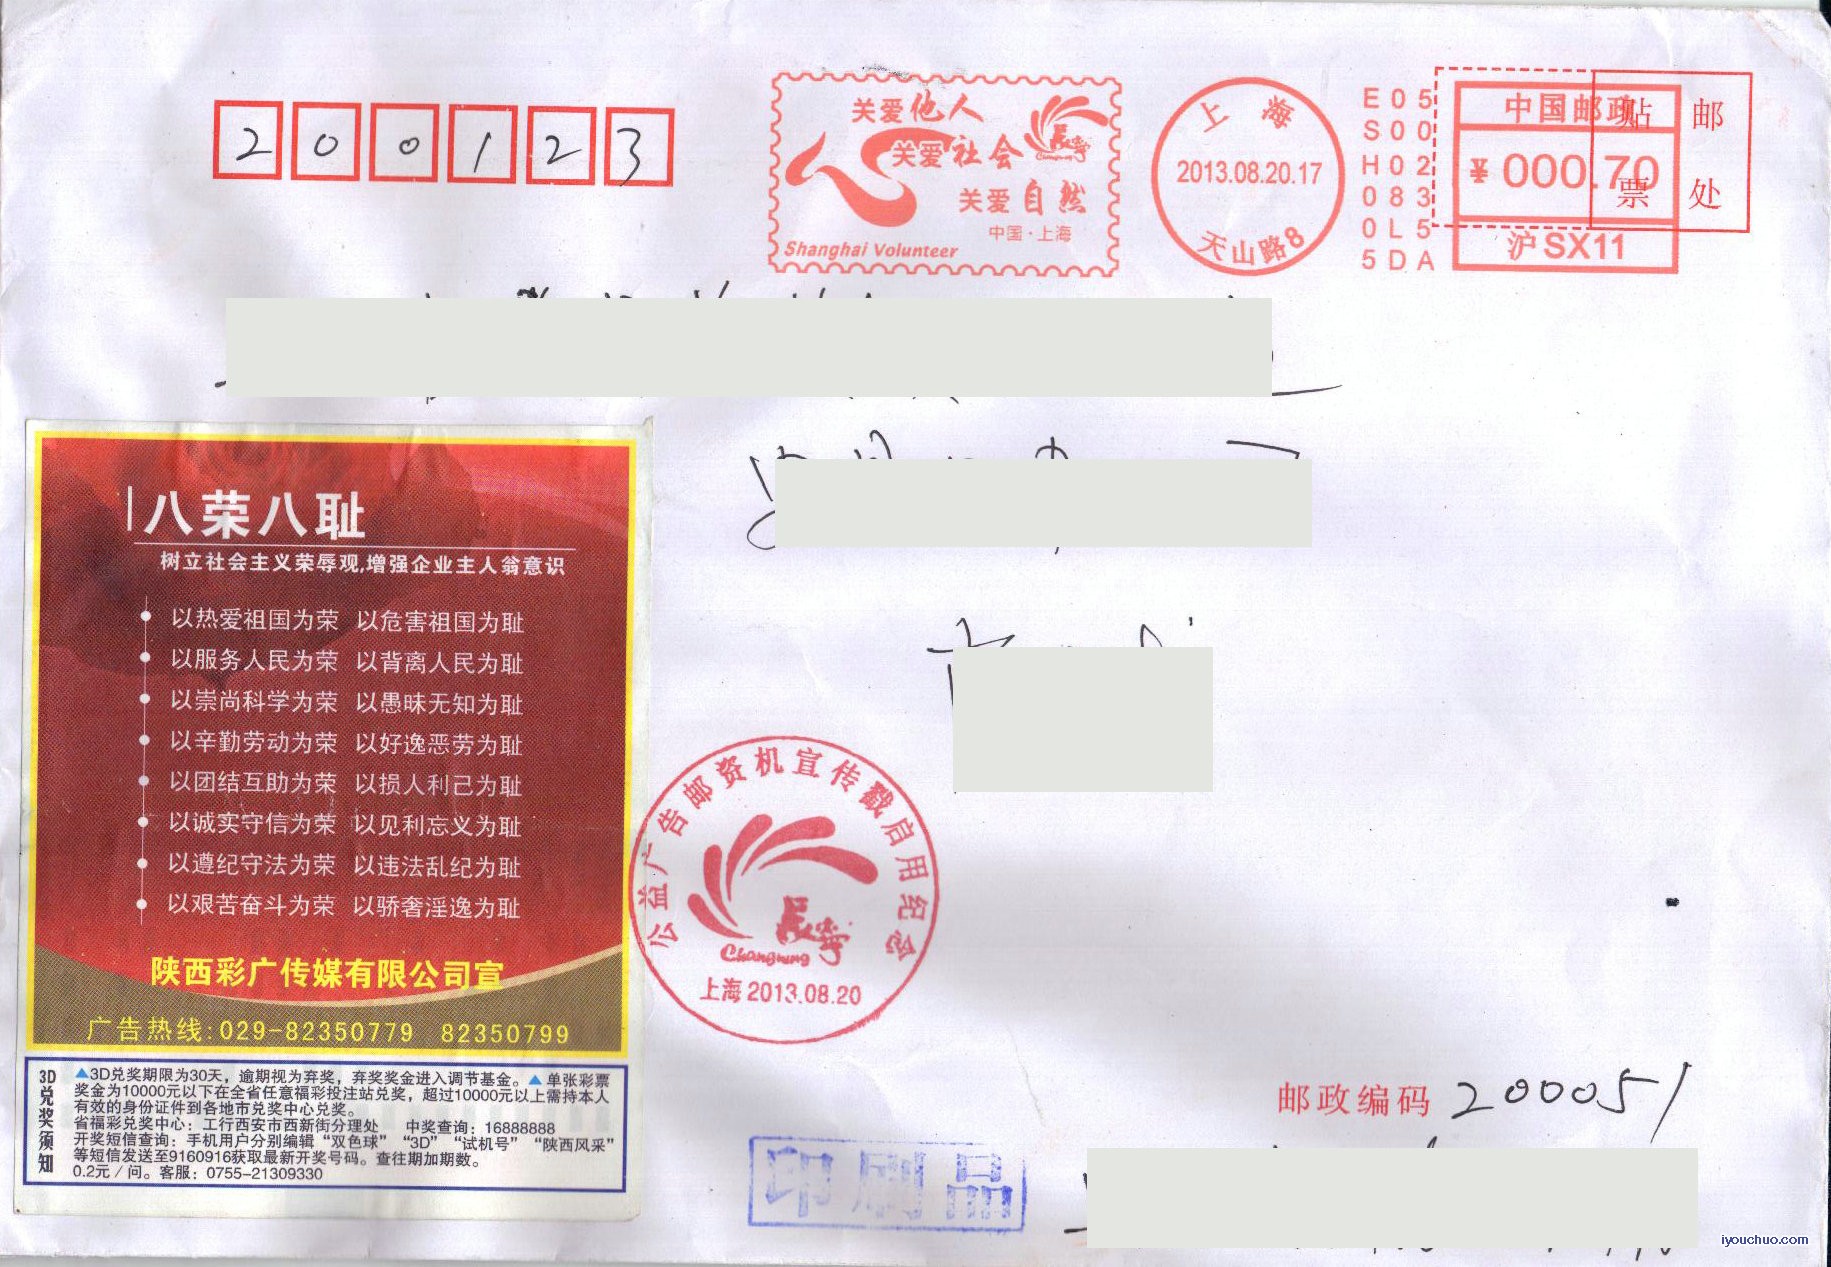 200123
关爱他人
关爱社会
关爱自然
中国·上海
Shanghai Volunteer
长宁
Changning
上海
2013.08.20.17
天山路8
E05
S00
H02
083
0L5
5DA
中国邮政
¥000.70
沪SX11
贴邮
票处
八荣八耻
树立社会主义荣辱观,增强企业主人翁意识
以热爱祖国为荣 以危害祖国为耻
以服务人民为荣 以背离人民为耻
以崇尚科学为荣 以愚昧无知为耻
以辛勤劳动为荣 以好逸恶劳为耻
以团结互助为荣 以损人利己为耻
以诚实守信为荣 以见利忘义为耻
以遵纪守法为荣 以违法乱纪为耻
以艰苦奋斗为荣 以骄奢淫逸为耻
陕西彩广传媒有限公司宣
广告热线:029-82350779 82350799
3D兑奖须知
▲3D兑奖期限为30天，逾期视为弃奖，弃奖奖金进入调节基金。▲单张彩票
奖金为10000元以下在全省任意福彩投注站兑奖，超过10000元以上需持本人
有效的身份证件到各地市兑奖中心兑奖。
省福彩兑奖中心：工行西安市西新街分理处 中奖查询：16888888
开奖短信查询：手机用户分别编辑“双色球”“3D”“试机号”“陕西风采”
等短信发送至9160916获取最新开奖号码。查往期加期数。
0.2元／问。客服：0755-21309330
公益广告邮资机宣传戳启用纪念
长宁
Changning
上海 2013.08.20
邮政编码 200051
印刷品
iyouchuo.com